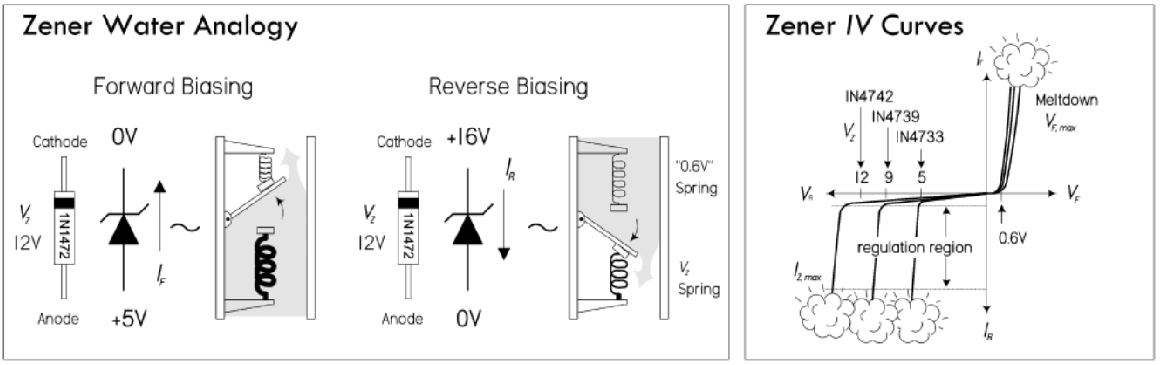 Zener Water Analogy
Forward Biasing
Cathode 0V
V_Z
12V
1N1472
I_F
Anode +5V
~
Reverse Biasing
Cathode +16V
V_Z
12V
1N1472
I_R
Anode 0V
~
"0.6V"
Spring
V_Z
Spring
Zener IV Curves
I_F
Meltdown
V_F,max
IN4742
IN4739
IN4733
V_Z
12 9 5
V_R
V_F
0.6V
regulation region
I_Z,max
I_R